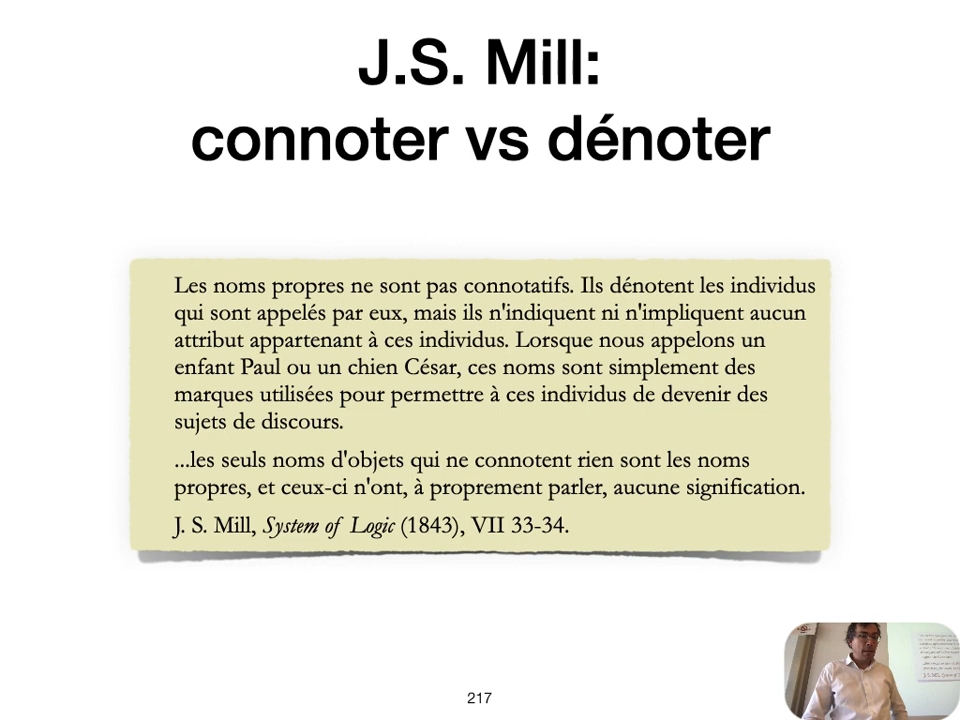 J.S. Mill:
connoter vs dénoter
Les noms propres ne sont pas connotatifs. Ils dénotent les individus
qui sont appelés par eux, mais ils n'indiquent ni n'impliquent aucun
attribut appartenant à ces individus. Lorsque nous appelons un
enfant Paul ou un chien César, ces noms sont simplement des
marques utilisées pour permettre à ces individus de devenir des
sujets de discours.
...les seuls noms d'objets qui ne connotent rien sont les noms
propres, et ceux-ci n'ont, à proprement parler, aucune signification.
J. S. Mill, System of Logic (1843), VII 33-34.
217